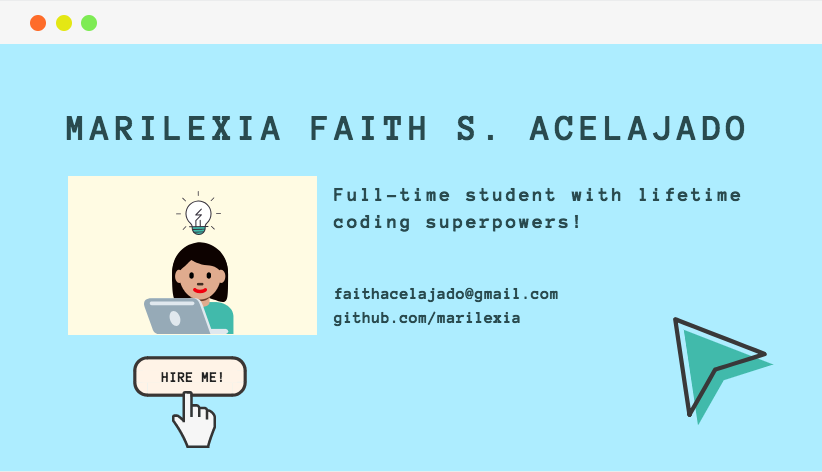 MARILEXIA FAITH S. ACELAJADO
Full-time student with lifetime
coding superpowers!
faithacelajado@gmail.com
github.com/marilexia
HIRE ME!